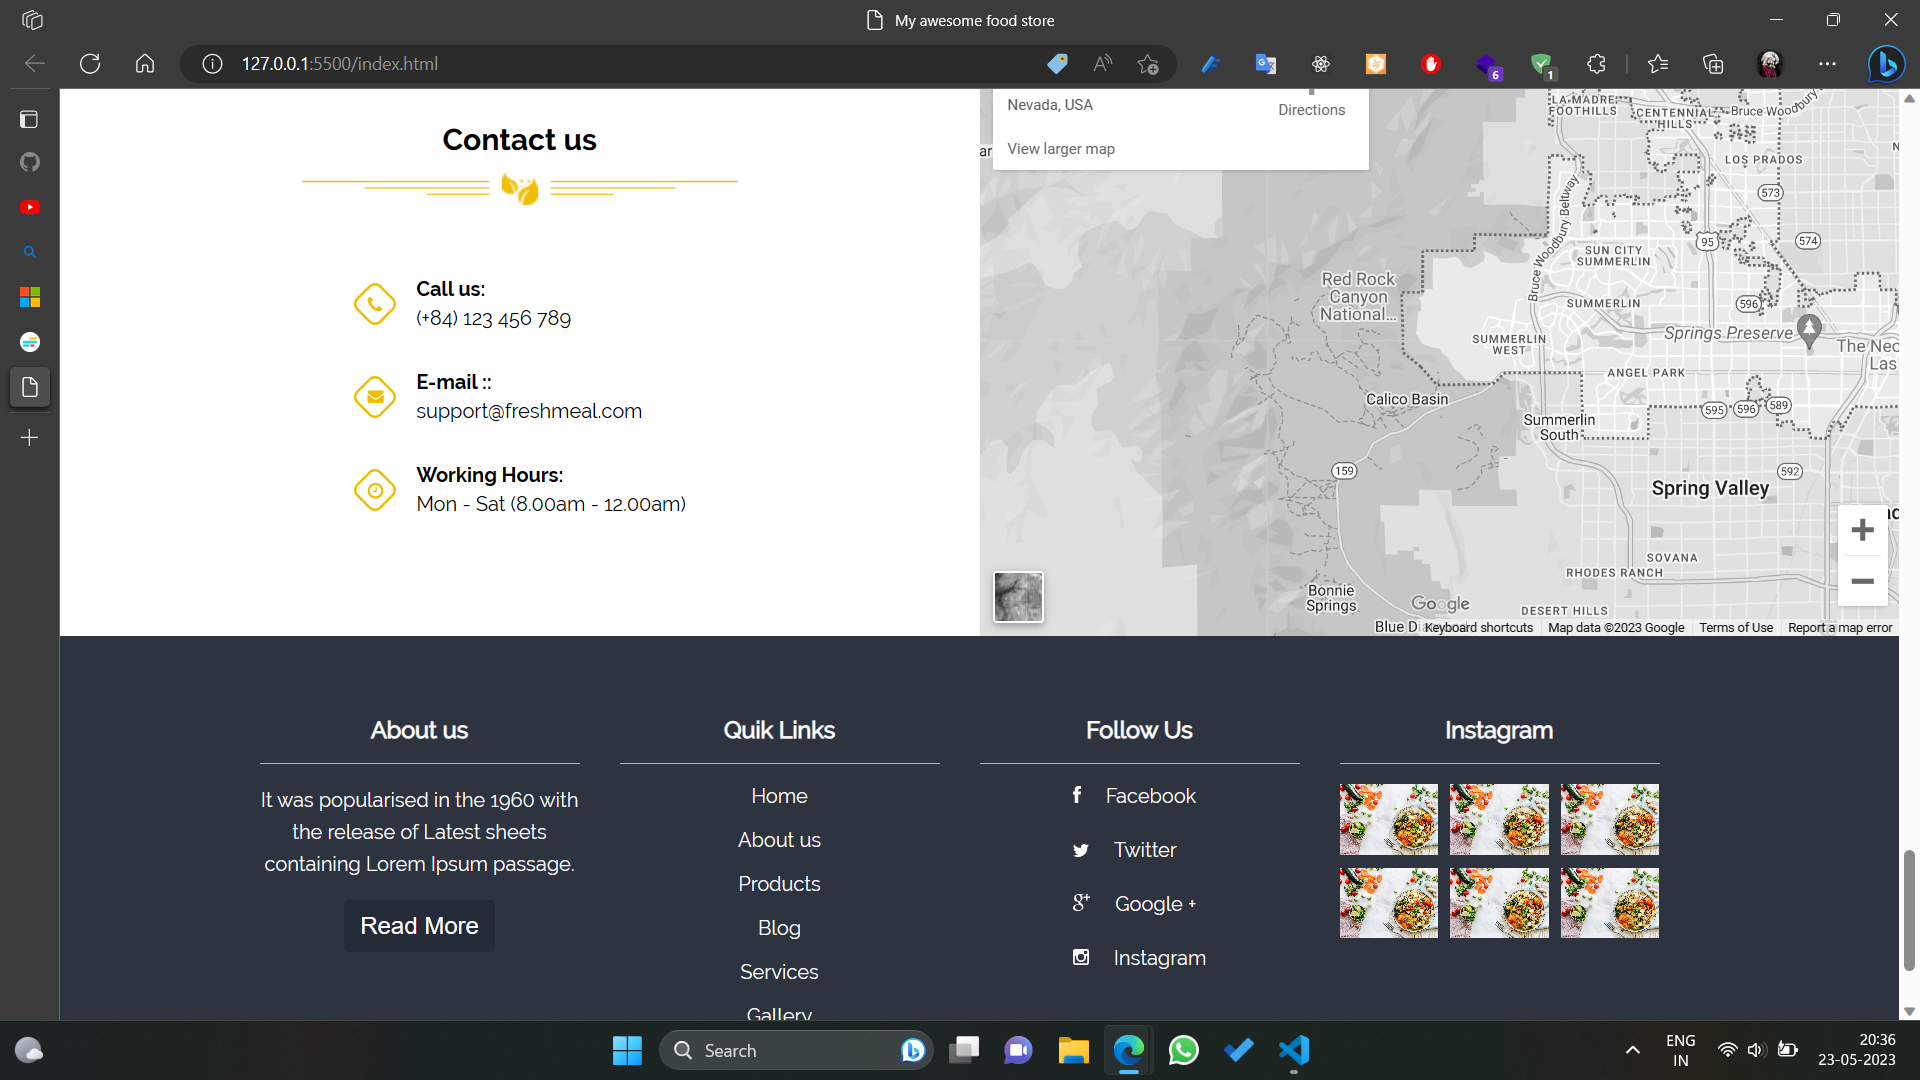 My awesome food store
127.0.0.1:5500/index.html
6
1
Contact us
Call us:
(+84) 123 456 789
E-mail ::
support@freshmeal.com
Working Hours:
Mon - Sat (8.00am - 12.00am)
Nevada, USA
Directions
View larger map
LA MADRE
FOOTHILLS
CENTENNIAL
HILLS
Bruce Woodbury
LOS PRADOS
573
Bruce Woodbury Beltway
95
574
SUN CITY
SUMMERLIN
Red Rock
Canyon
National...
SUMMERLIN
596
Springs Preserve
SUMMERLIN
WEST
The Neo
Las
ANGEL PARK
Calico Basin
595
596
589
Summerlin
South
159
592
Spring Valley
SOVANA
RHODES RANCH
Bonnie
Springs
Google
DESERT HILLS
Blue D
Keyboard shortcuts
Map data ©2023 Google
Terms of Use
Report a map error
About us
It was popularised in the 1960 with
the release of Latest sheets
containing Lorem Ipsum passage.
Read More
Quik Links
Home
About us
Products
Blog
Services
Gallery
Follow Us
Facebook
Twitter
Google +
Instagram
Instagram
Search
ENG
IN
20:36
23-05-2023